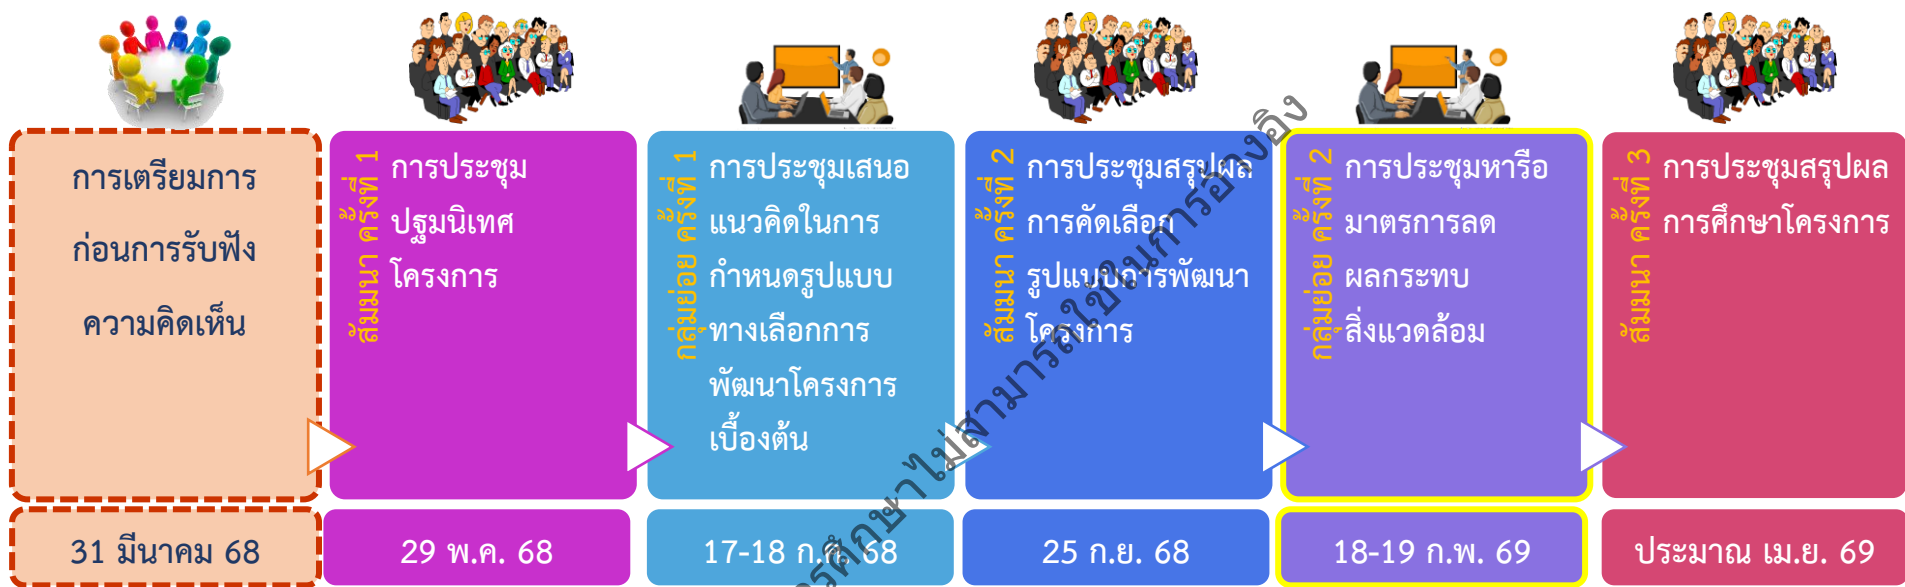 การเตรียมการ
ก่อนการรับฟัง
ความคิดเห็น
31 มีนาคม 68
สัมมนา ครั้งที่ 1
การประชุม
ปฐมนิเทศ
โครงการ
29 พ.ค. 68
กลุ่มย่อย ครั้งที่ 1
การประชุมเสนอ
แนวคิดในการ
กำหนดรูปแบบ
ทางเลือกการ
พัฒนาโครงการ
เบื้องต้น
17-18 ก.ค. 68
สัมมนา ครั้งที่ 2
การประชุมสรุปผล
การคัดเลือก
รูปแบบการพัฒนา
โครงการ
25 ก.ย. 68
กลุ่มย่อย ครั้งที่ 2
การประชุมหารือ
มาตรการลด
ผลกระทบ
สิ่งแวดล้อม
18-19 ก.พ. 69
สัมมนา ครั้งที่ 3
การประชุมสรุปผล
การศึกษาโครงการ
ประมาณ เม.ย. 69
การศึกษาไม่สามารถใช้ในการอ้างอิง